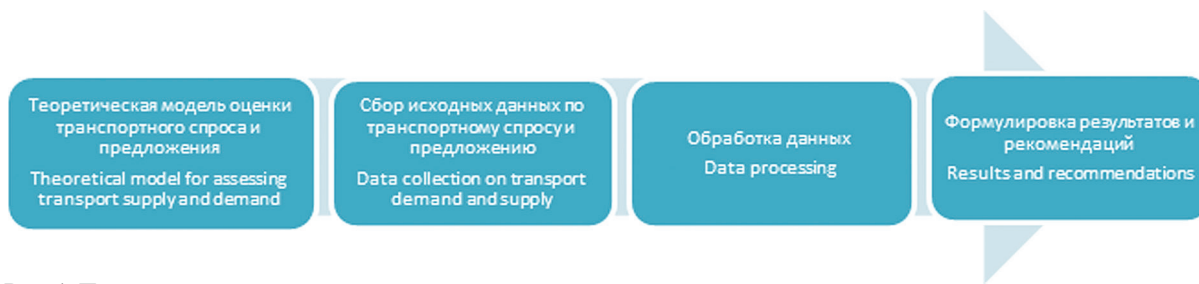 Теоретическая модель оценки
транспортного спроса и
предложения
Theoretical model for assessing
transport supply and demand
Сбор исходных данных по
транспортному спросу и
предложению
Data collection on transport
demand and supply
Обработка данных
Data processing
Формулировка результатов и
рекомендаций
Results and recommendations